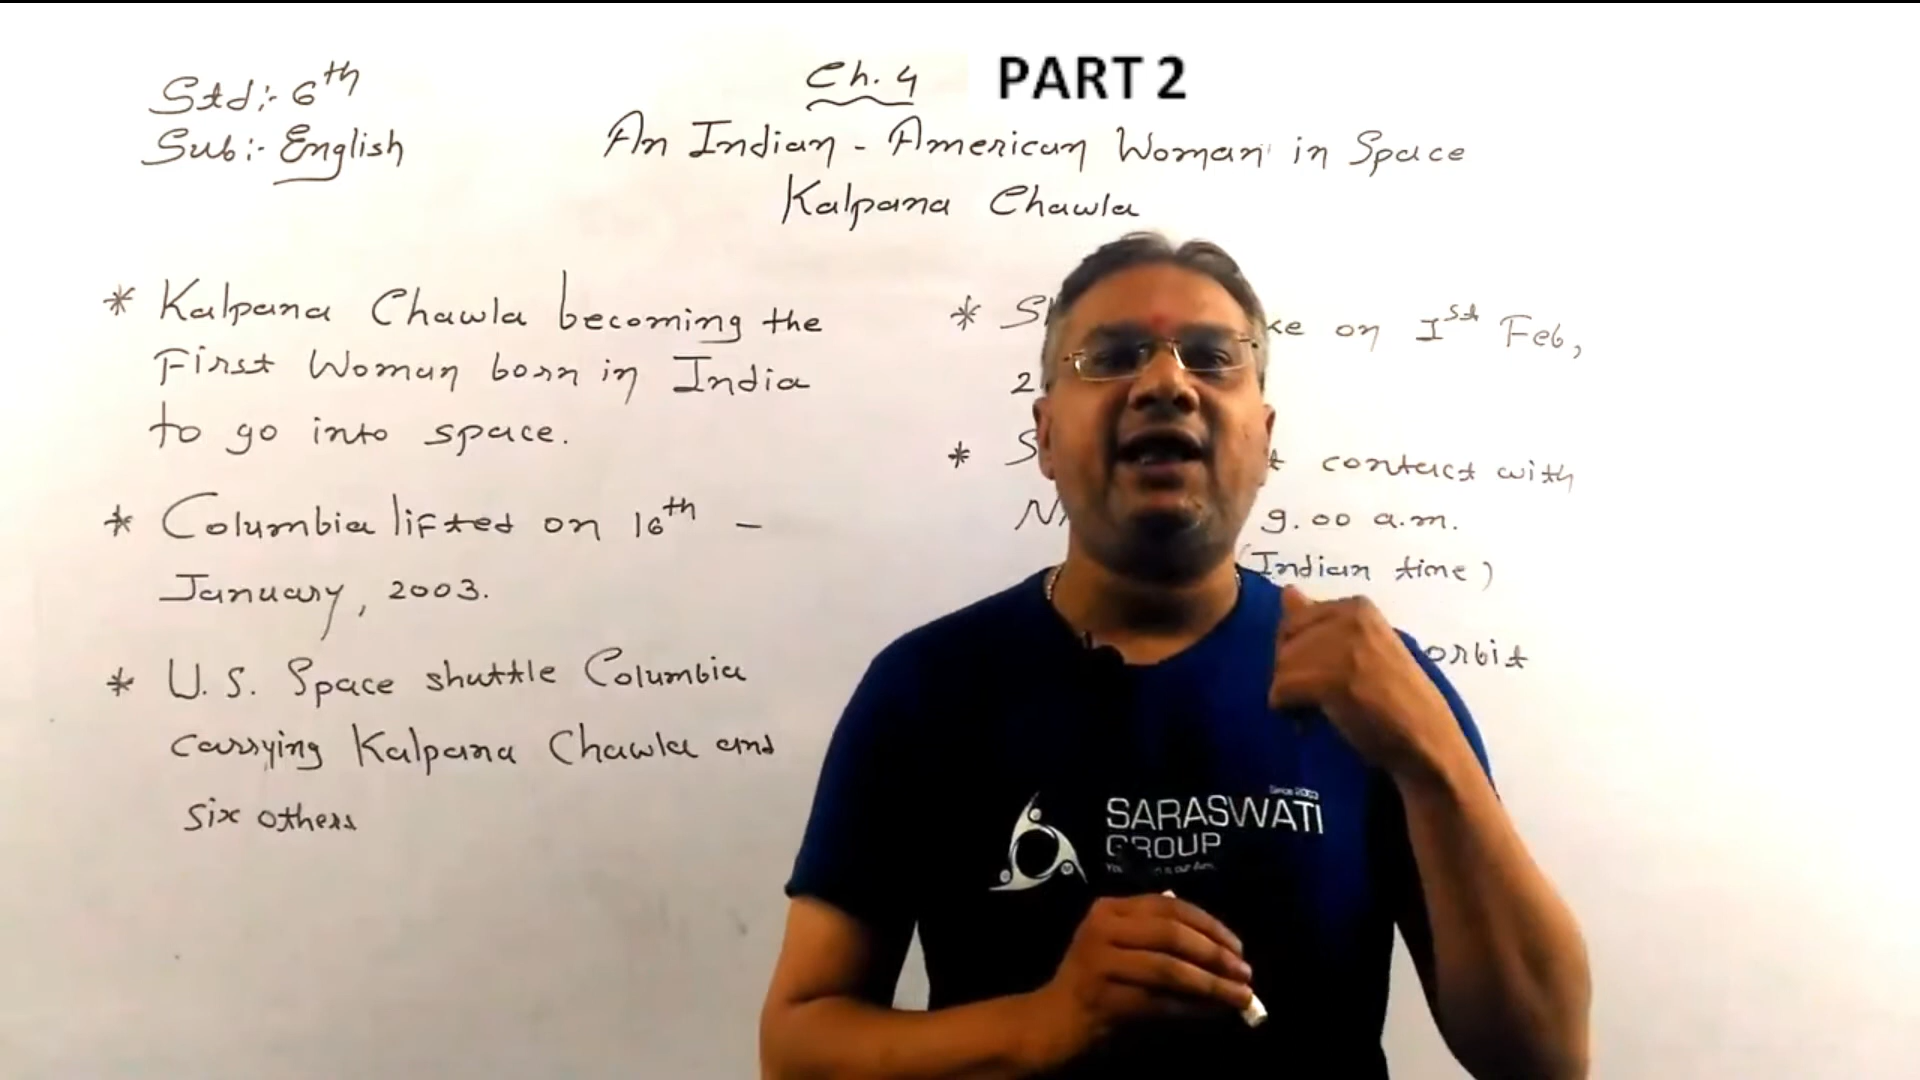 Std:- 6th
Sub:- English
Ch. 4 PART 2
An Indian - American Woman in Space
Kalpana Chawla
* Kalpana Chawla becoming the
First Woman born in India
to go into space.
* Columbia lifted on 16th -
January, 2003.
* U.S. Space shuttle Columbia
carrying Kalpana Chawla and
six others
* on 1st Feb,
* contact with
9.00 a.m.
(Indian time)
orbit
Since
SARASWATI
GROUP